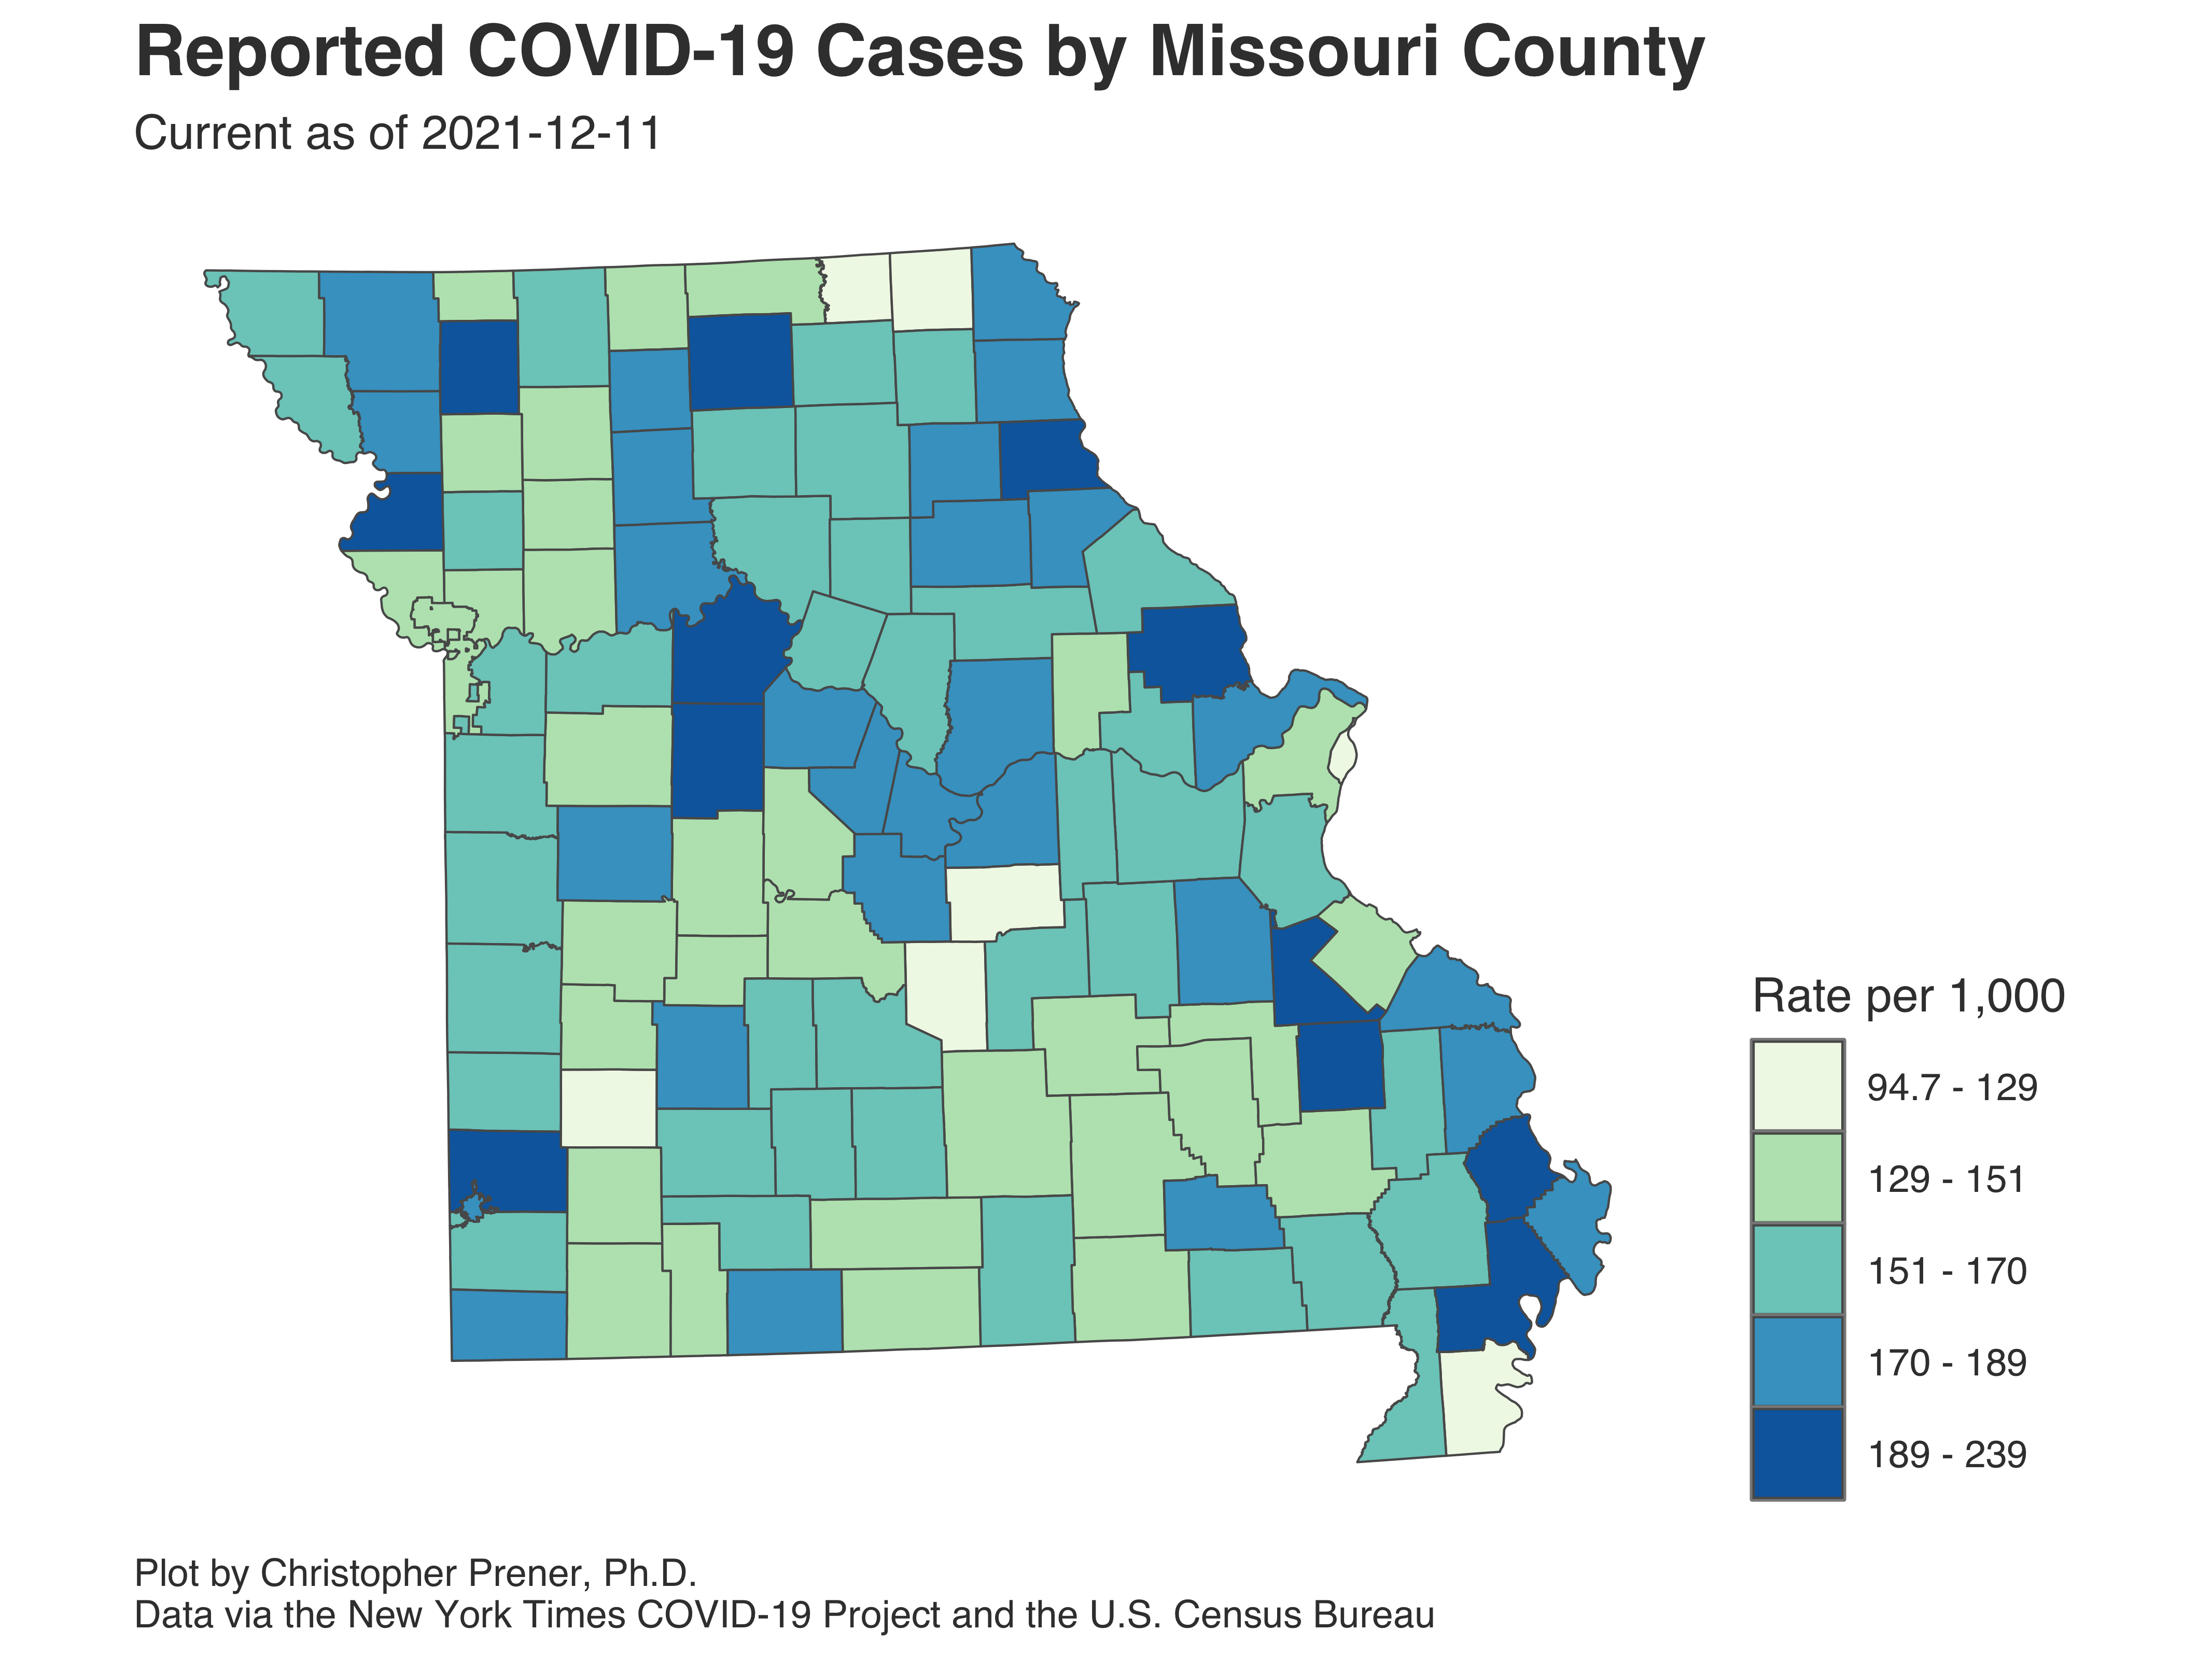 Reported COVID-19 Cases by Missouri County
Current as of 2021-12-11
Rate per 1,000
94.7 - 129
129 - 151
151 - 170
170 - 189
189 - 239
Plot by Christopher Prener, Ph.D.
Data via the New York Times COVID-19 Project and the U.S. Census Bureau